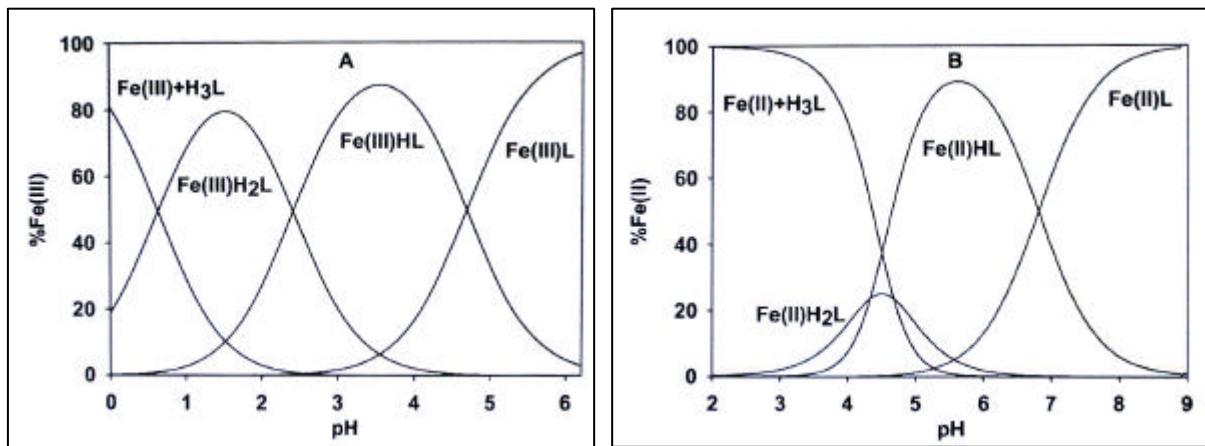 A
100
80
60
40
20
0
%Fe(III)
Fe(III)+H3L
Fe(III)H2L
Fe(III)HL
Fe(III)L
0 1 2 3 4 5 6
pH
B
100
80
60
40
20
0
%Fe(II)
Fe(II)+H3L
Fe(II)H2L
Fe(II)HL
Fe(II)L
2 3 4 5 6 7 8 9
pH